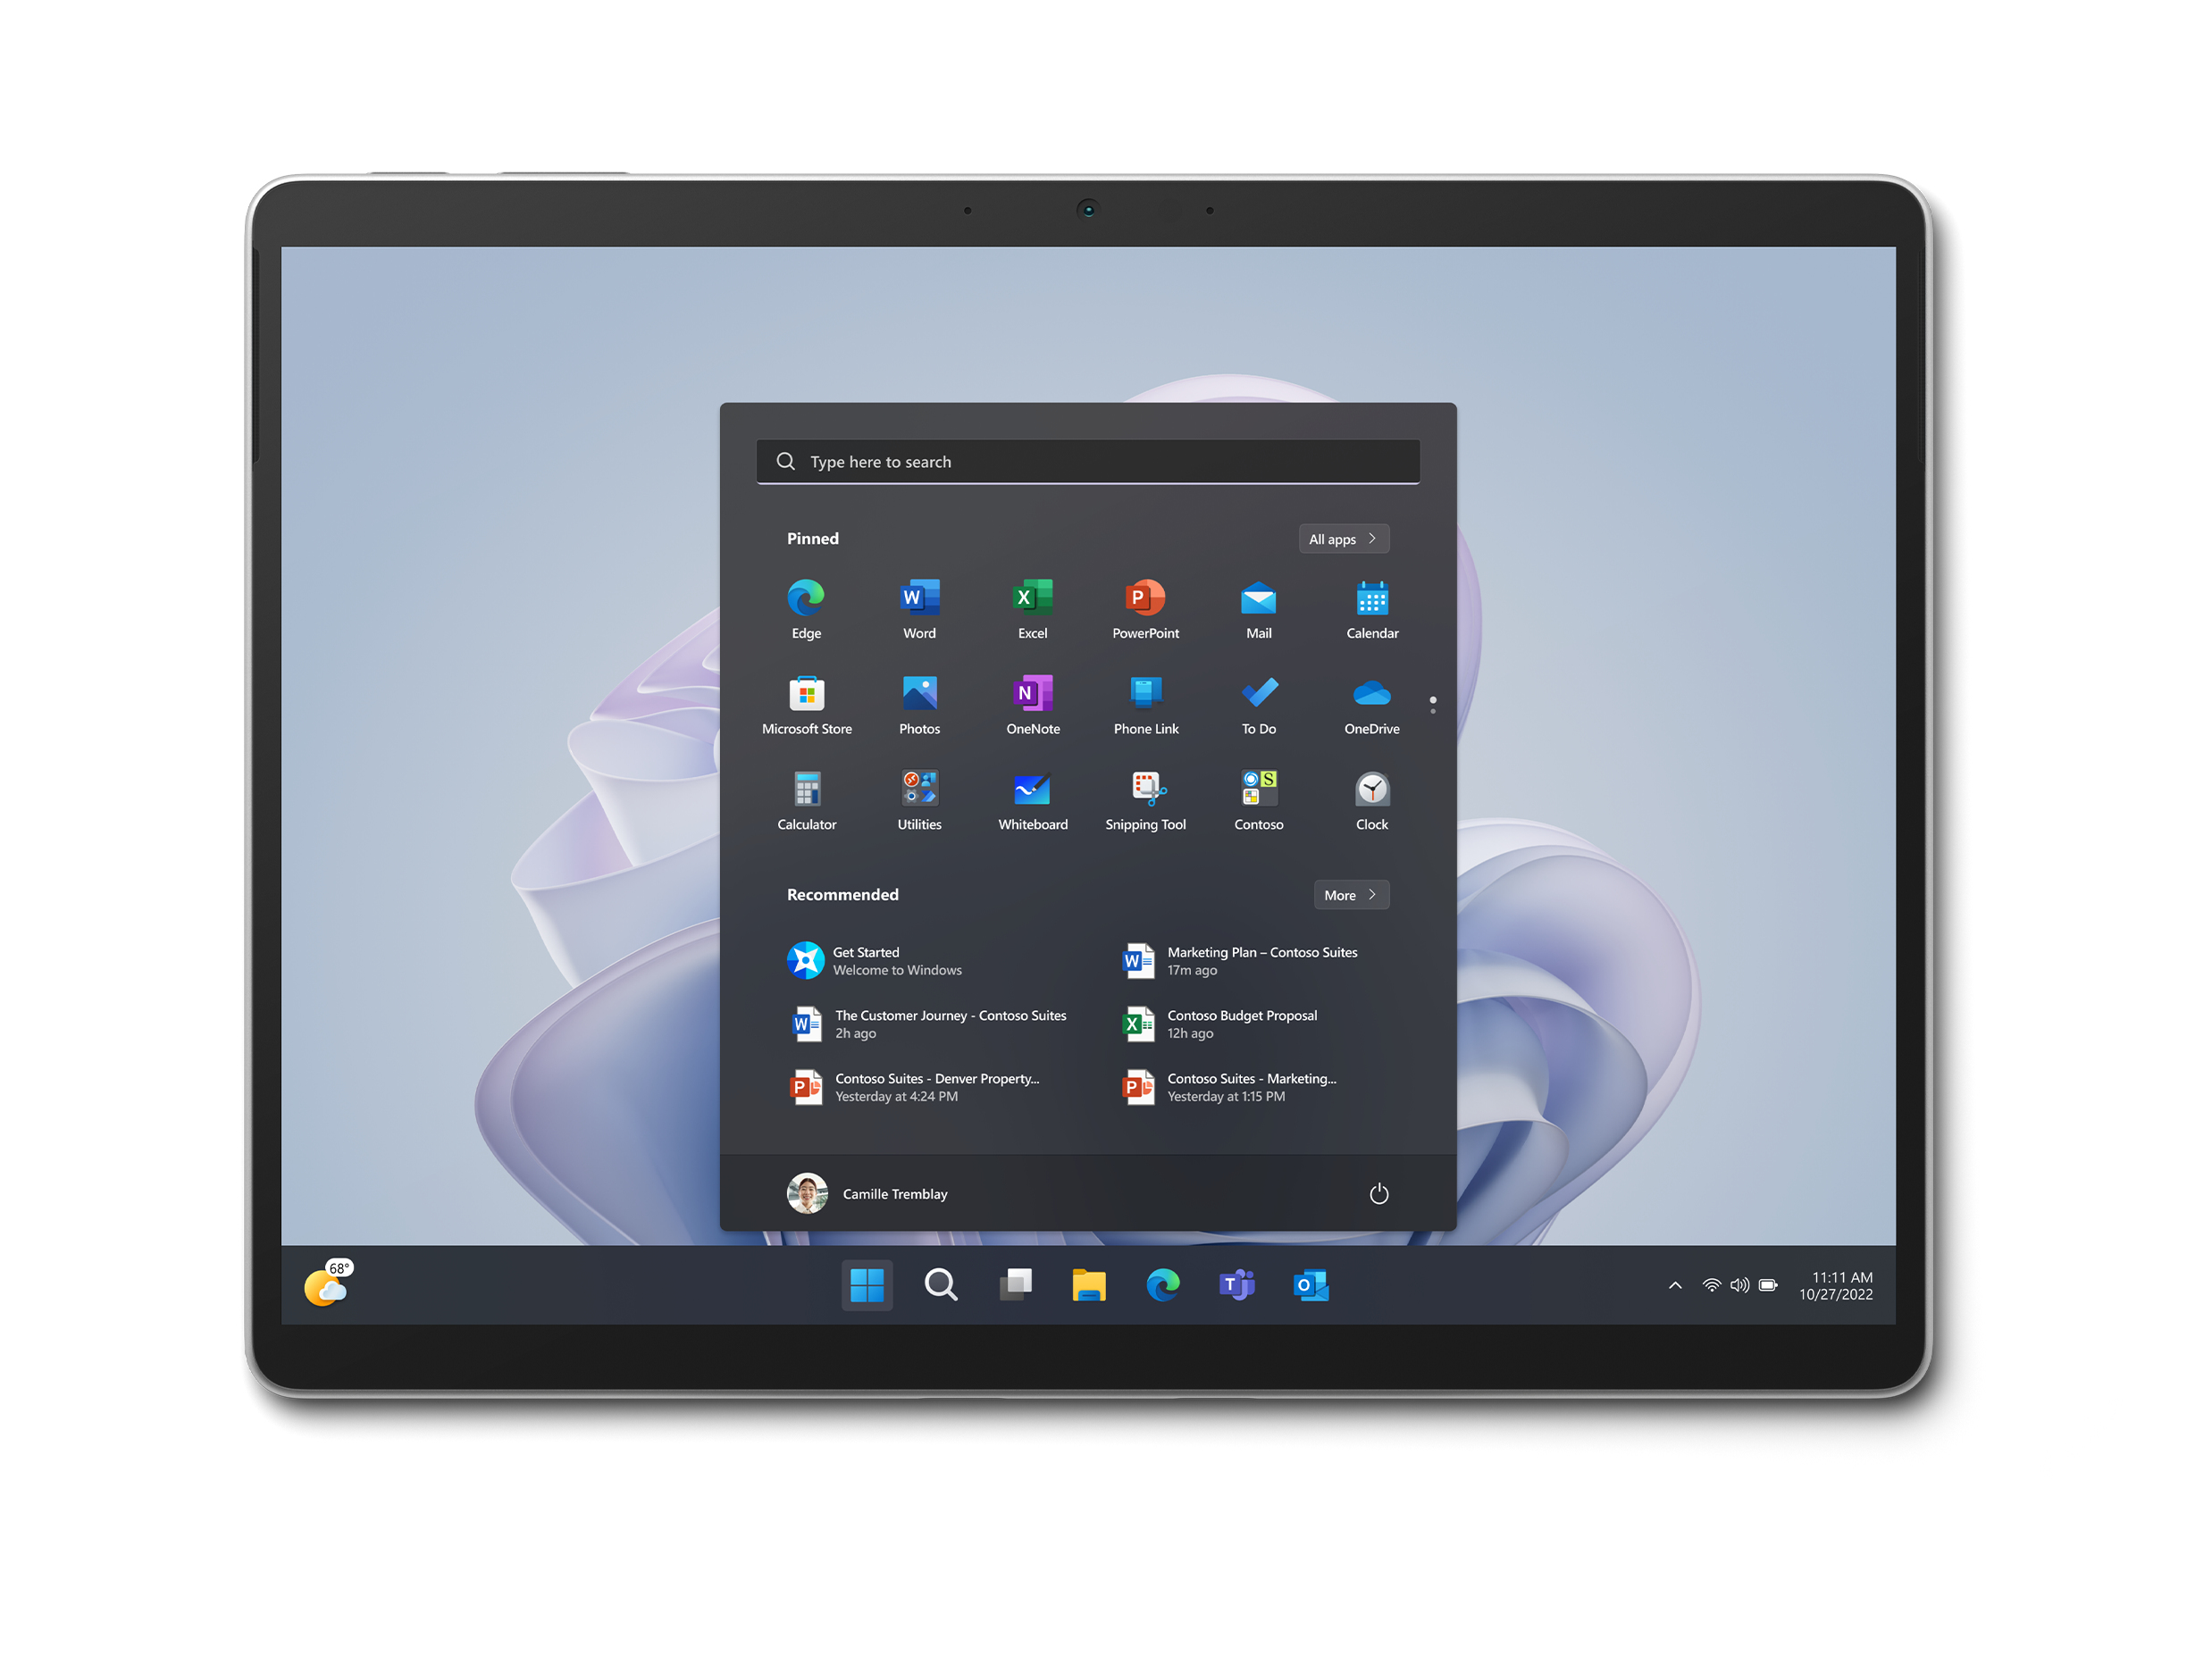 Type here to search
Pinned
All apps
Edge
Word
Excel
PowerPoint
Mail
Calendar
Microsoft Store
Photos
OneNote
Phone Link
To Do
OneDrive
Calculator
Utilities
Whiteboard
Snipping Tool
Contoso
Clock
Recommended
More
Get Started
Welcome to Windows
Marketing Plan – Contoso Suites
17m ago
The Customer Journey - Contoso Suites
2h ago
Contoso Budget Proposal
12h ago
Contoso Suites - Denver Property...
Yesterday at 4:24 PM
Contoso Suites - Marketing...
Yesterday at 1:15 PM
Camille Tremblay
68°
11:11 AM
10/27/2022